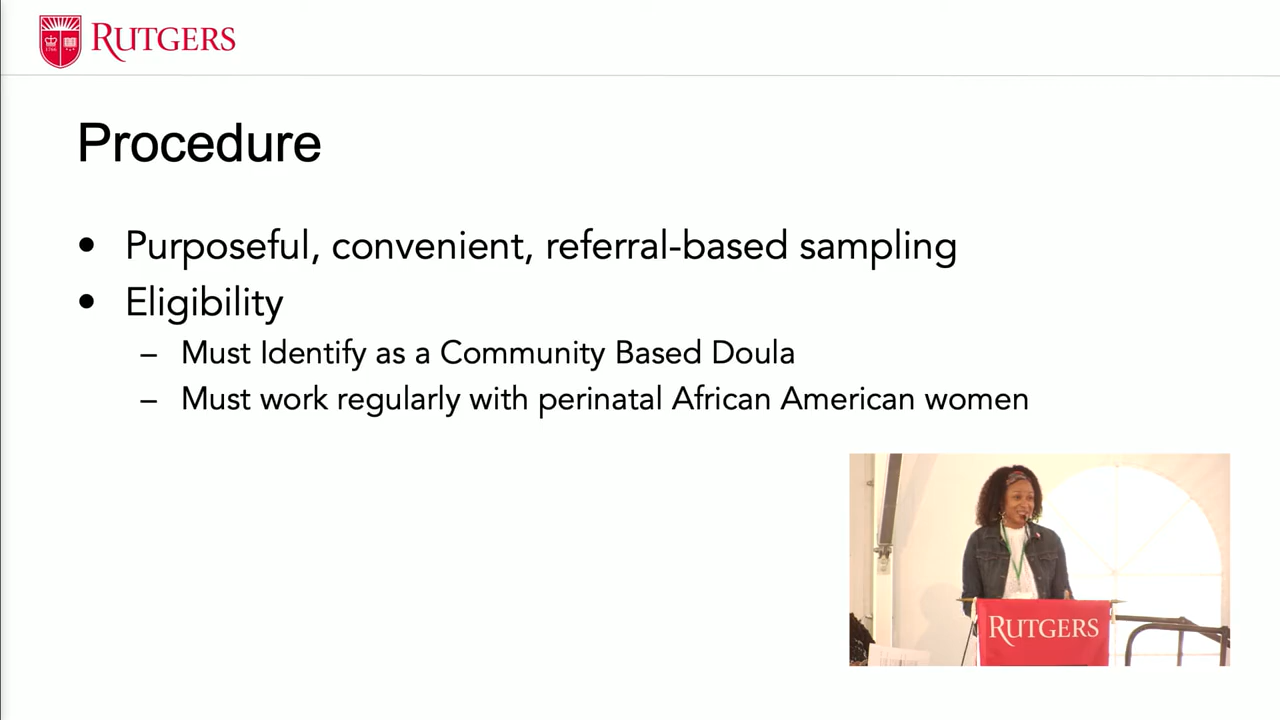 RUTGERS
Procedure
• Purposeful, convenient, referral-based sampling
• Eligibility
– Must Identify as a Community Based Doula
– Must work regularly with perinatal African American women
RUTGERS